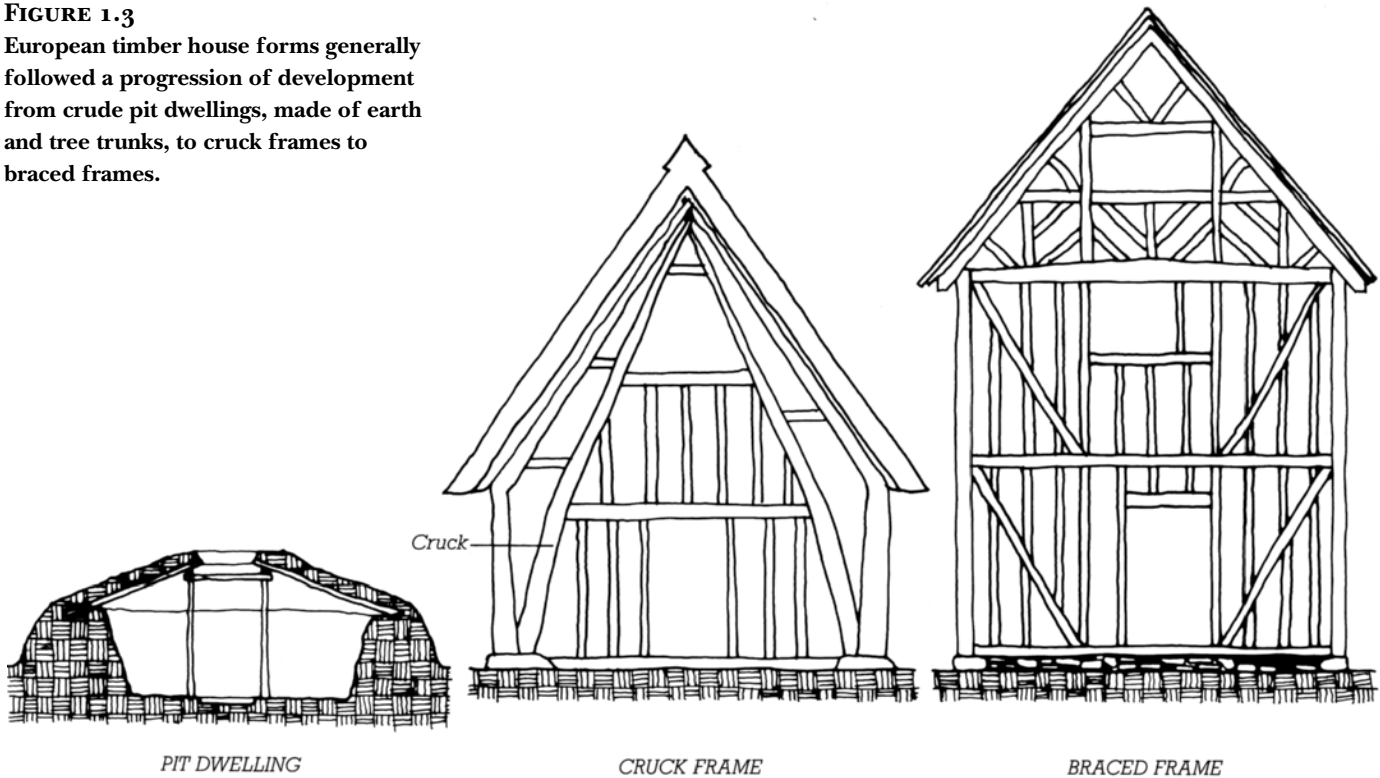 FIGURE 1.3
European timber house forms generally
followed a progression of development
from crude pit dwellings, made of earth
and tree trunks, to cruck frames to
braced frames.
Cruck
PIT DWELLING
CRUCK FRAME
BRACED FRAME